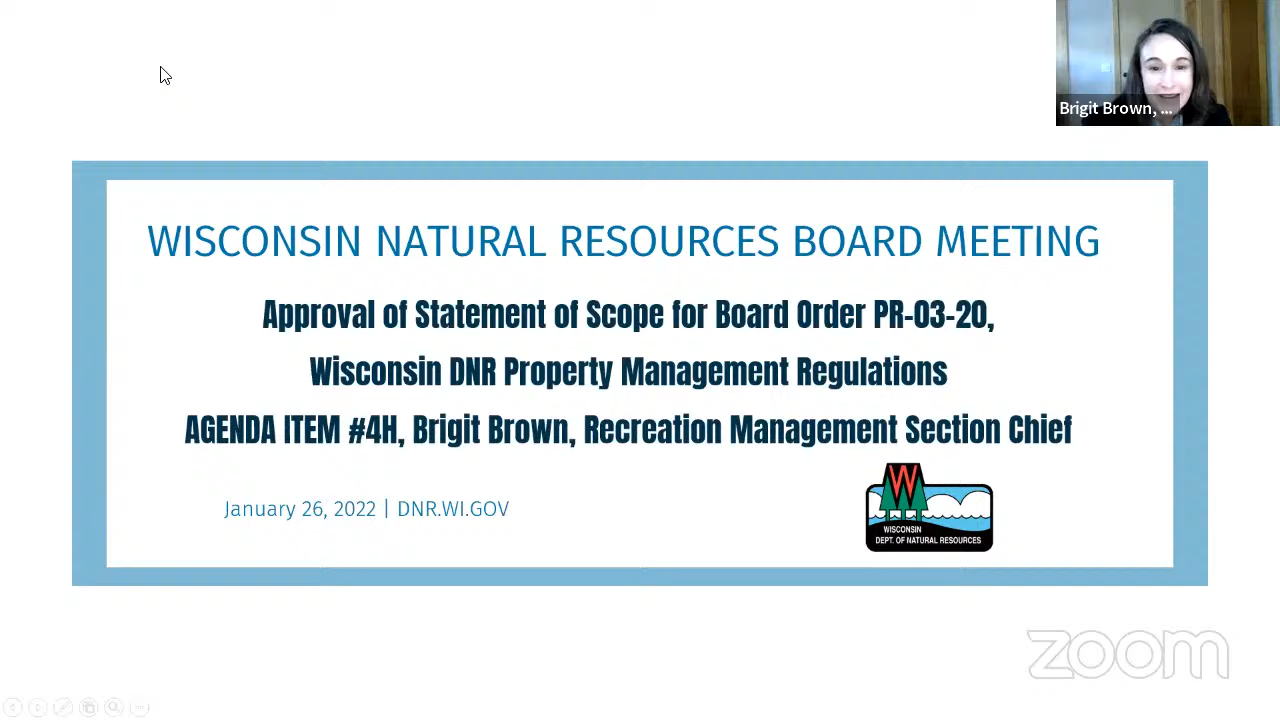 Brigit Brown, ...
WISCONSIN NATURAL RESOURCES BOARD MEETING
Approval of Statement of Scope for Board Order PR-03-20,
Wisconsin DNR Property Management Regulations
AGENDA ITEM #4H, Brigit Brown, Recreation Management Section Chief
January 26, 2022 | DNR.WI.GOV
W
WISCONSIN
DEPT. OF NATURAL RESOURCES
zoom